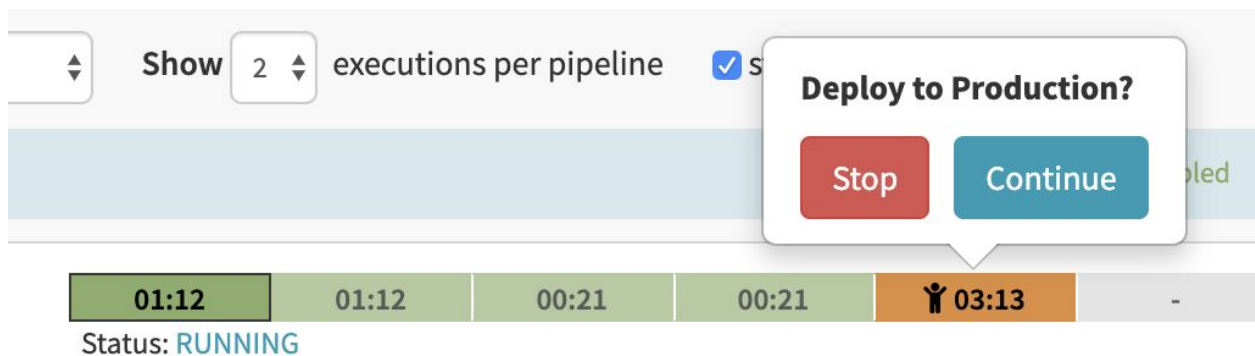 Show 2 executions per pipeline
Deploy to Production?
Stop Continue
01:12 01:12 00:21 00:21 03:13 -
Status: RUNNING